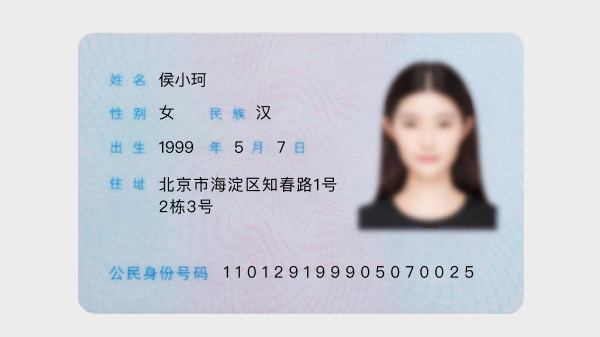 姓名 侯小珂
性别 女 民族 汉
出生 1999 年 5 月 7 日
住址 北京市海淀区知春路1号
2栋3号
公民身份号码 110129199905070025